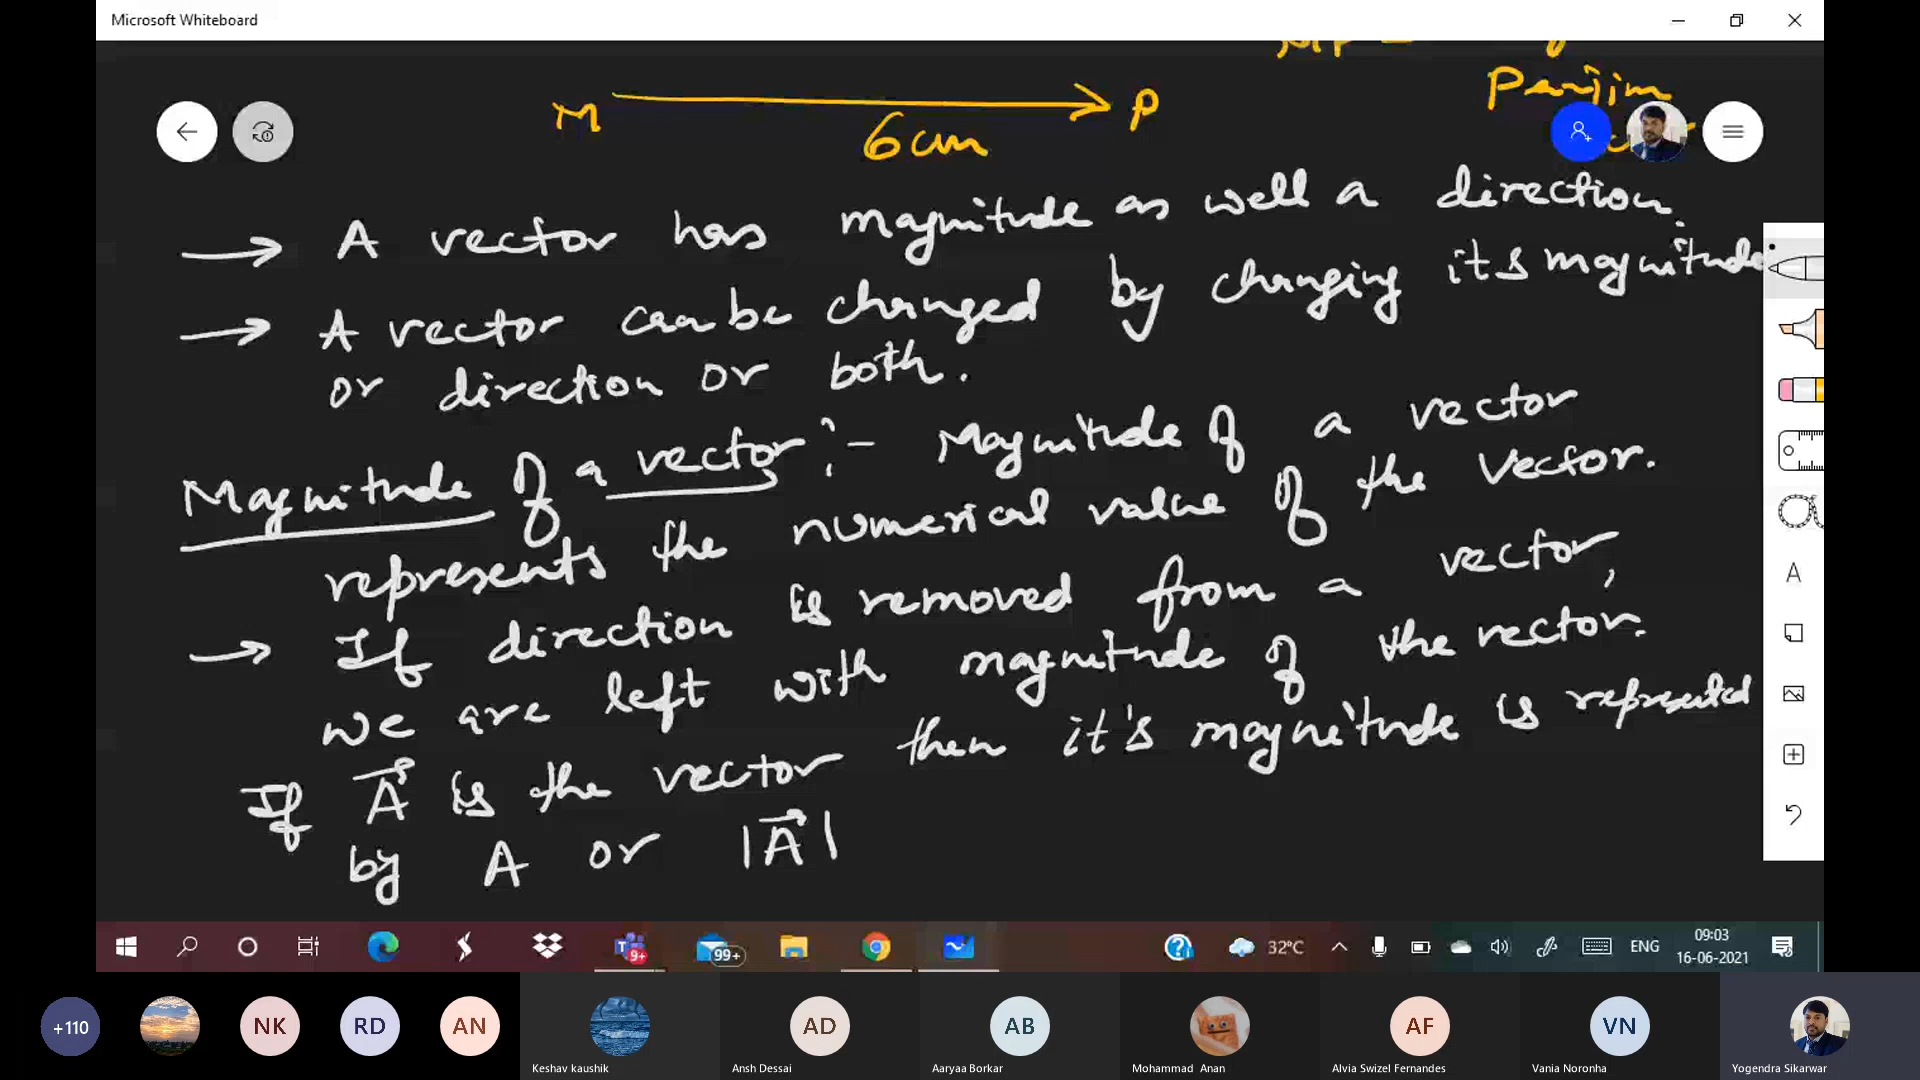 Microsoft Whiteboard
Panjim
M
P
6cm
→ A vector has magnitude as well a direction.
→ A vector can be changed by changing its magnitude
or direction or both.
Magnitude of a vector :- Magnitude of a vector
represents the numerical value of the vector.
→ If direction is removed from a vector,
we are left with magnitude of the vector.
If A⃗ is the vector then it's magnitude is represented
by A or |A⃗|
A
9+
99+
32°C
ENG
09:03
16-06-2021
+110
NK
RD
AN
AD
AB
AF
VN
Keshav kaushik
Ansh Dessai
Aaryaa Borkar
Mohammad Anan
Alvia Swizel Fernandes
Vania Noronha
Yogendra Sikarwar